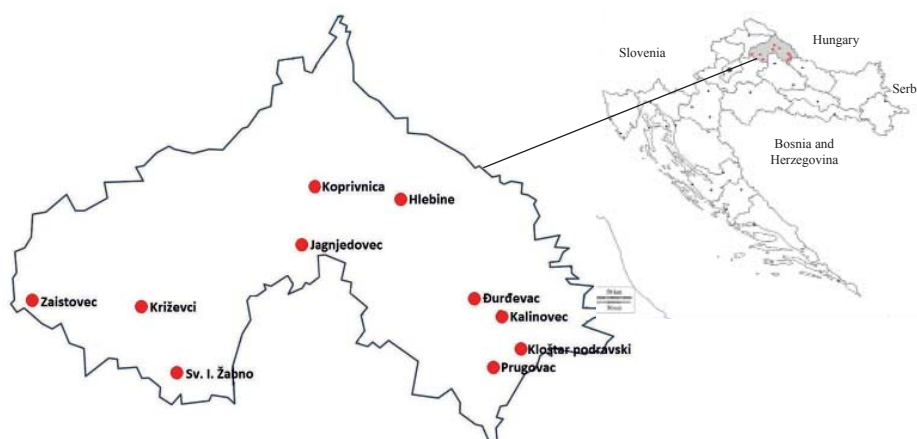 Slovenia
Hungary
Serb
Bosnia and
Herzegovina
Koprivnica
Hlebine
Jagnjedovec
Zaistovec
Križevci
Đurđevac
Kalinovec
Kloštar podravski
Prugovac
Sv. I. Žabno